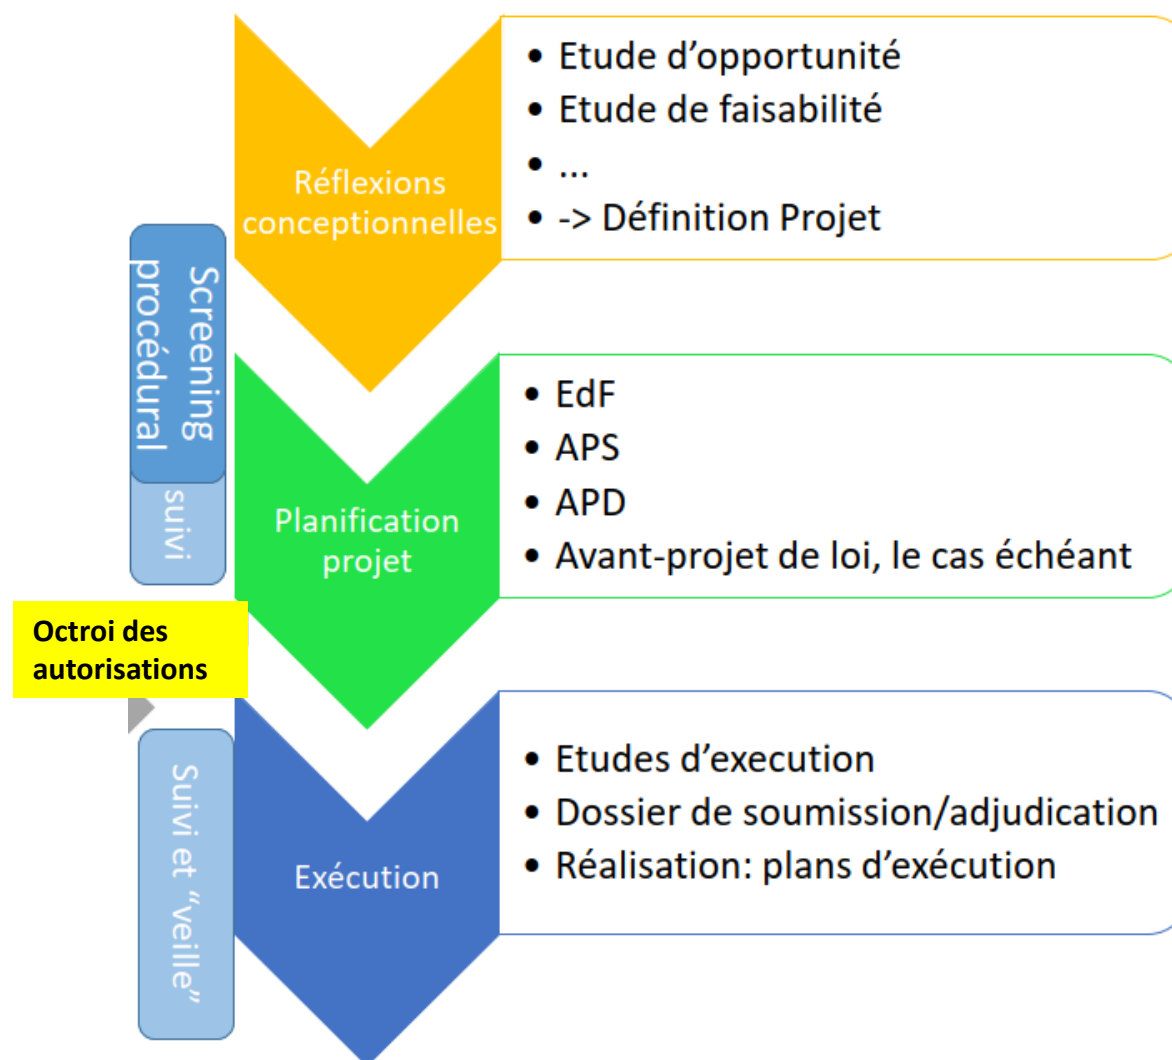 • Etude d’opportunité
• Etude de faisabilité
• ...
• -> Définition Projet
Réflexions
conceptionnelles
Screening
procédural
suivi
• EdF
• APS
• APD
• Avant-projet de loi, le cas échéant
Planification
projet
Octroi des
autorisations
• Etudes d’execution
• Dossier de soumission/adjudication
• Réalisation: plans d’exécution
Exécution
Suivi et “veille”